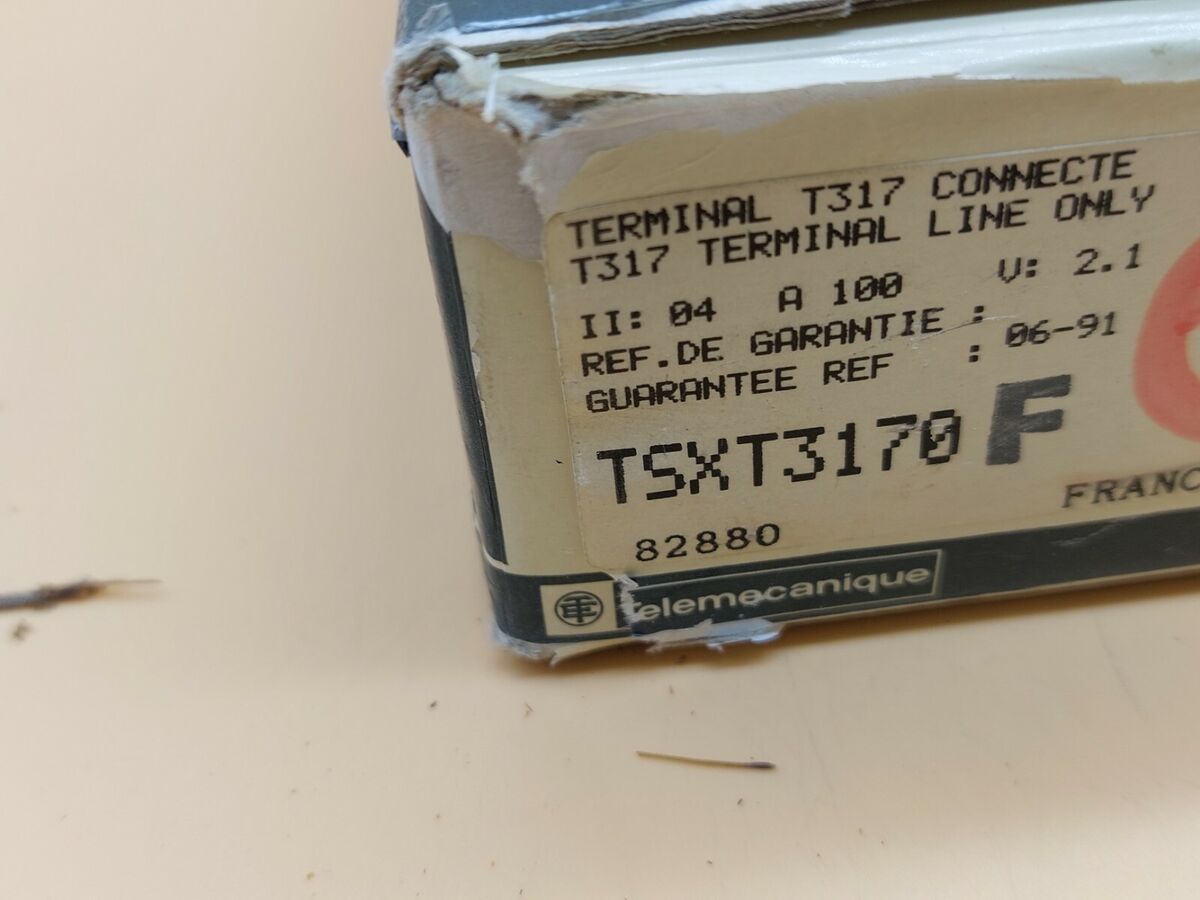 TERMINAL T317 CONNECTE
T317 TERMINAL LINE ONLY
II: 04 A 100 V: 2.1
REF.DE GARANTIE :
GUARANTEE REF : 06-91
TSXT3170 F
FRANC
82880
Telemecanique